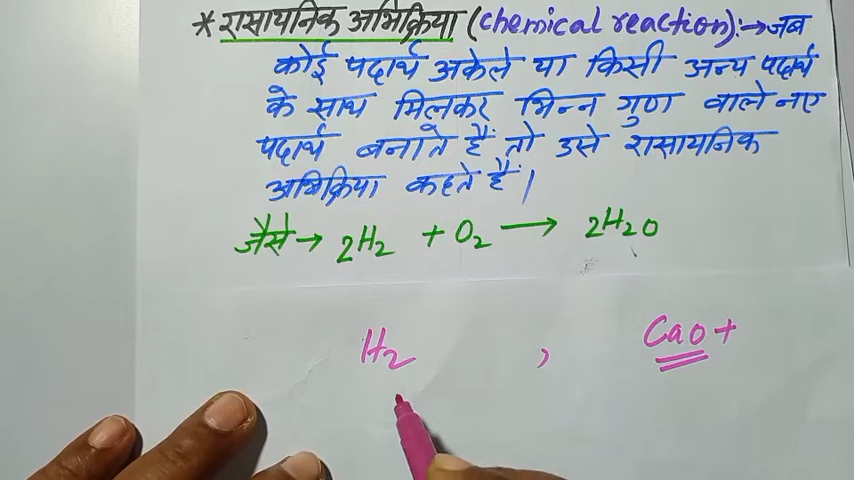 * रासायनिक अभिक्रिया (chemical reaction):→ जब
कोई पदार्थ अकेले या किसी अन्य पदार्थ
के साथ मिलकर भिन्न गुण वाले नए
पदार्थ बनाते हैं तो उसे रासायनिक
अभिक्रिया कहते हैं।
जैसे → 2H₂ + O₂ → 2H₂O
H₂ , CaO +